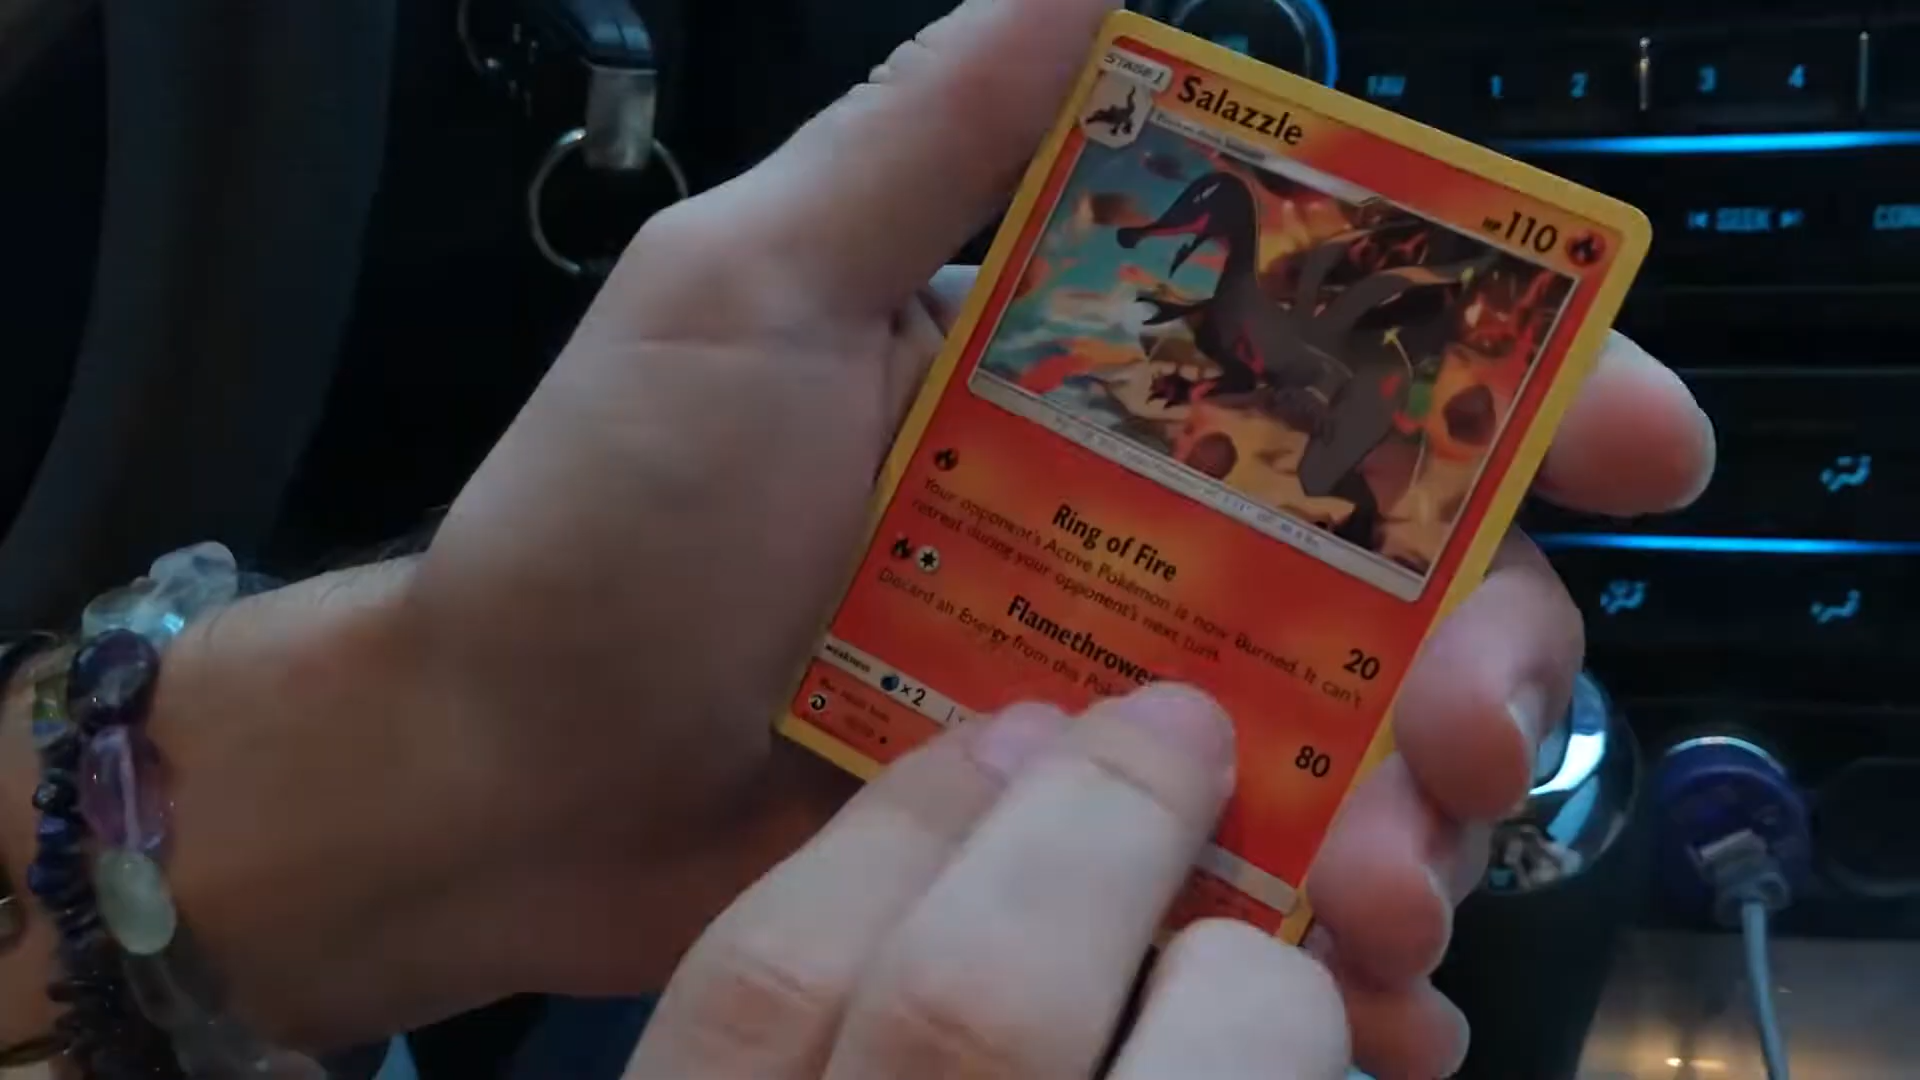 STAGE 1
Salazzle
HP 110
Ring of Fire
20
Your opponent's Active Pokémon is now Burned. It can't
retreat during your opponent's next turn.
Flamethrower
80
Discard an Energy from this
weakness
×2
FAV 1 2 3 4
SEEK